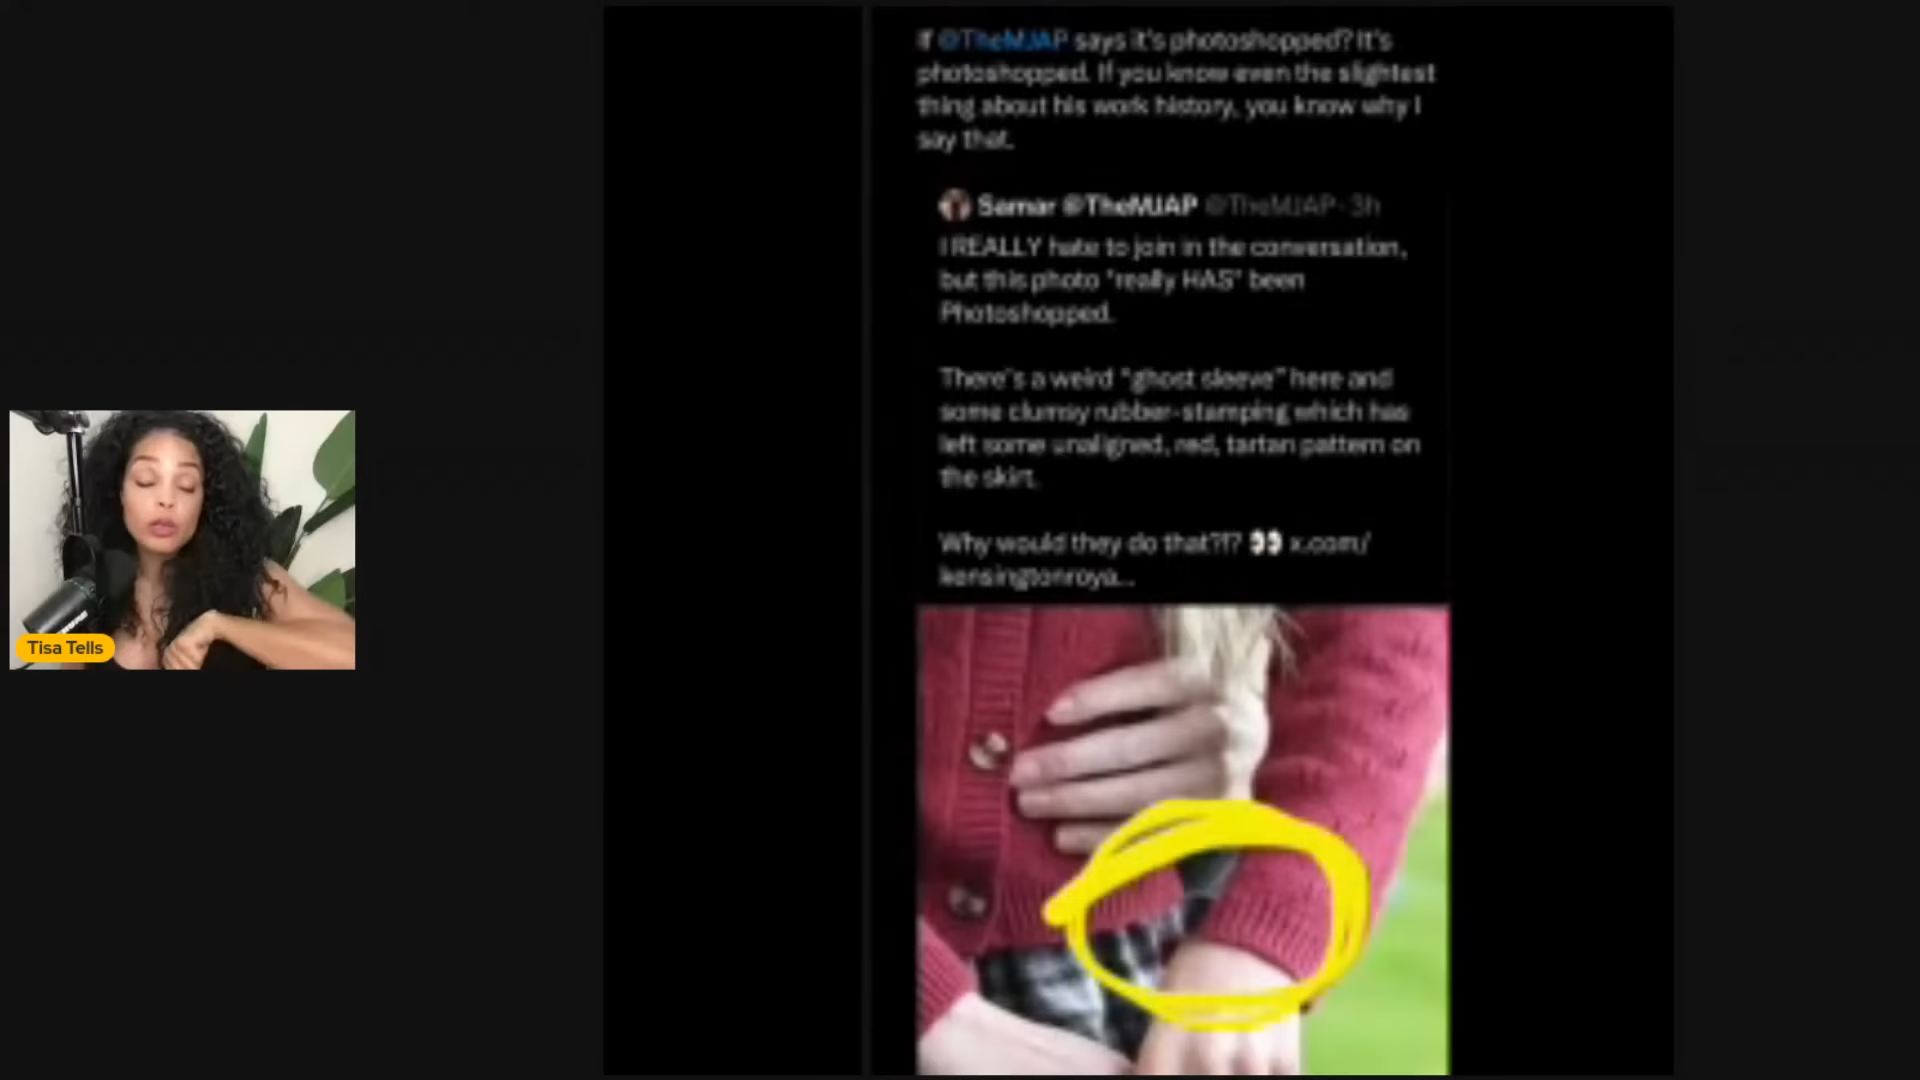 If @TheMJAP says it's photoshopped? It's
photoshopped. If you know even the slightest
thing about his work history, you know why I
say that.
Samar @TheMJAP @TheMJAP · 3h
I REALLY hate to join in the conversation,
but this photo *really HAS* been
Photoshopped.
There's a weird "ghost sleeve" here and
some clumsy rubber-stamping which has
left some unaligned, red, tartan pattern on
the skirt.
Why would they do that?!? 👀 x.com/
kensingtonroya...
Tisa Tells